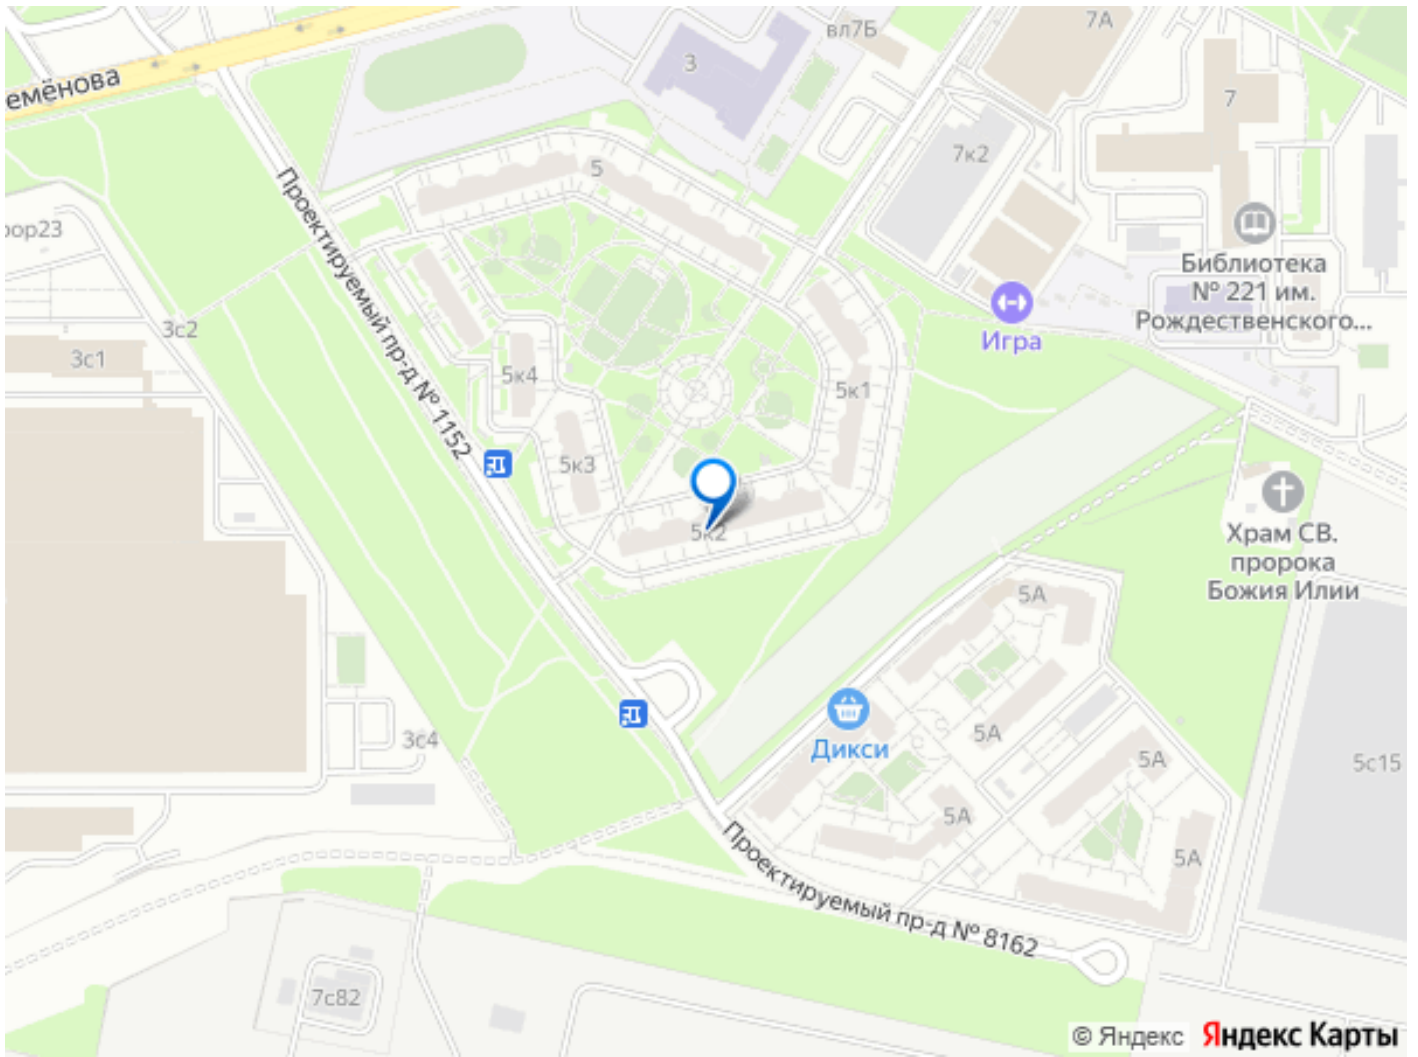 7А
вл7Б
3
емёнова
7
7к2
5
Проектируемый пр-д № 1152
рор23
Библиотека
№ 221 им.
Рождественского...
Игра
3с2
3с1
5к4
5к1
5к3
5к2
Храм СВ.
пророка
Божия Илии
5А
Дикси
5А
5А
3с4
5с15
5А
5А
Проектируемый пр-д № 8162
7с82
© Яндекс Яндекс Карты